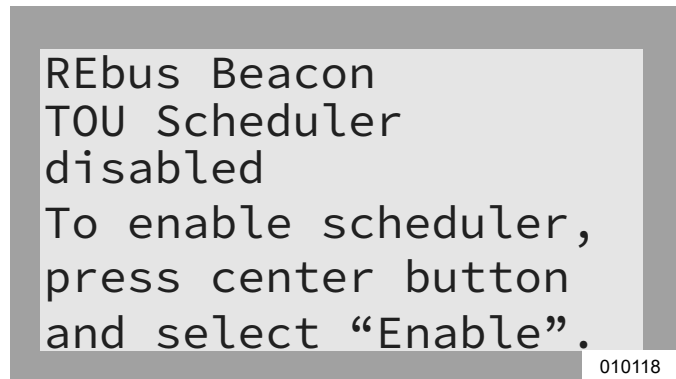 REbus Beacon
TOU Scheduler
disabled
To enable scheduler,
press center button
and select “Enable”.
010118